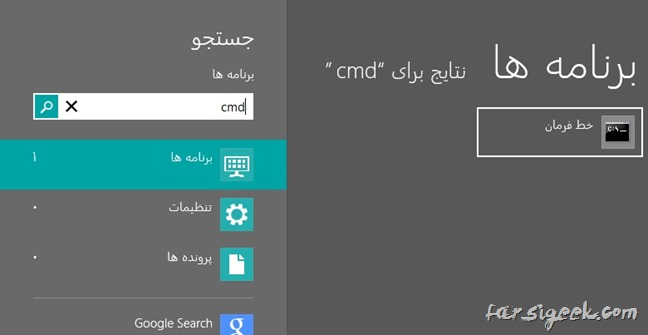 برنامه ها نتایج برای “cmd”
خط فرمان
C:\_
جستجو
برنامه ها
cmd
برنامه ها ۱
تنظیمات ۰
پرونده ها ۰
Google Search
farsigeek.com